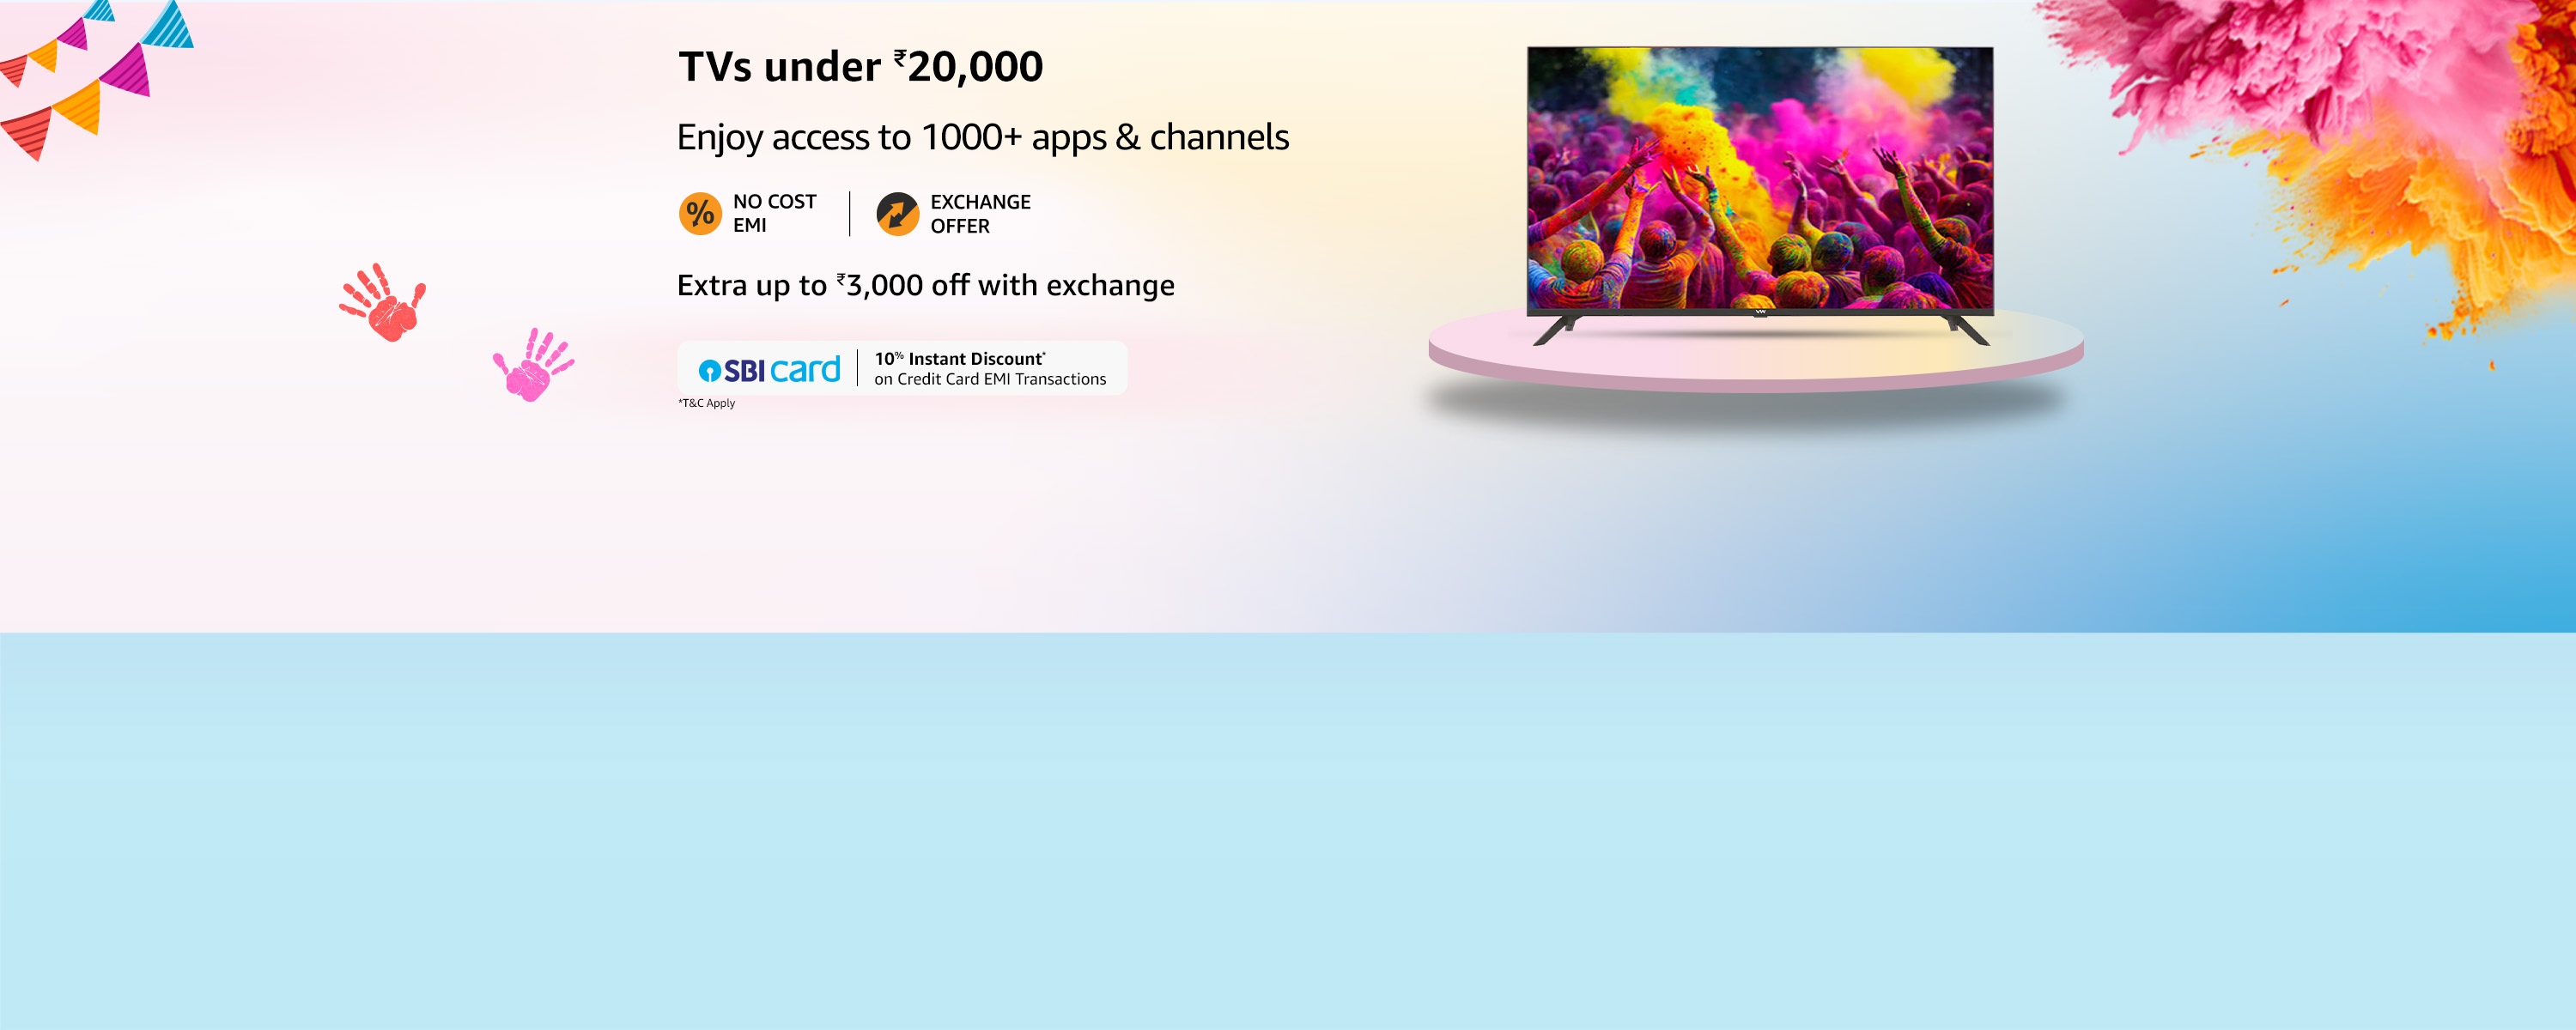 TVs under ₹20,000
Enjoy access to 1000+ apps & channels
% NO COST
EMI
EXCHANGE
OFFER
Extra up to ₹3,000 off with exchange
SBI card
10% Instant Discount*
on Credit Card EMI Transactions
*T&C Apply
VW